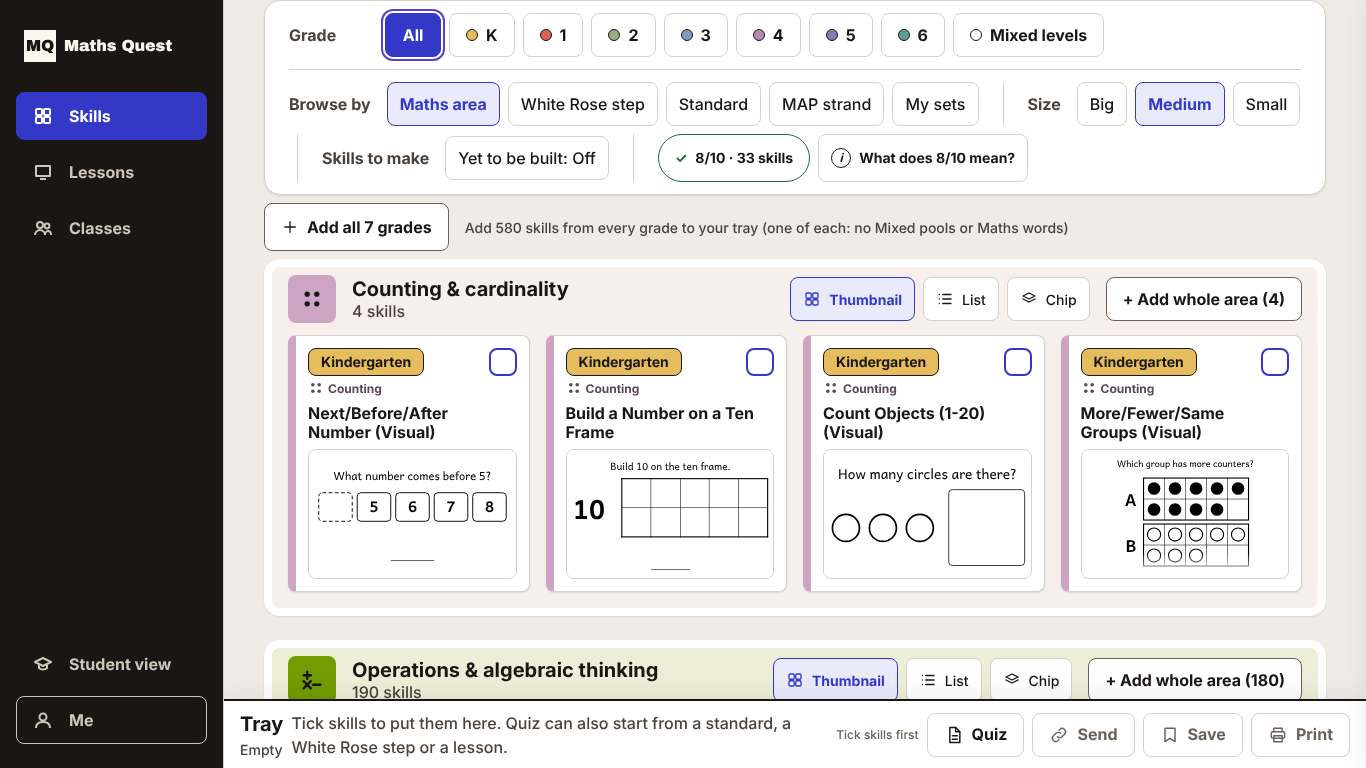 MQ Maths Quest
Skills
Lessons
Classes
Student view
Me
Grade All K 1 2 3 4 5 6 Mixed levels
Browse by Maths area White Rose step Standard MAP strand My sets Size Big Medium Small
Skills to make Yet to be built: Off ✓ 8/10 · 33 skills i What does 8/10 mean?
+ Add all 7 grades Add 580 skills from every grade to your tray (one of each: no Mixed pools or Maths words)
Counting & cardinality
4 skills
Thumbnail List Chip + Add whole area (4)
Kindergarten
Counting
Next/Before/After
Number (Visual)
What number comes before 5?
5 6 7 8
Kindergarten
Counting
Build a Number on a Ten
Frame
Build 10 on the ten frame.
10
Kindergarten
Counting
Count Objects (1-20)
(Visual)
How many circles are there?
Kindergarten
Counting
More/Fewer/Same
Groups (Visual)
Which group has more counters?
A
B
Operations & algebraic thinking
190 skills
Thumbnail List Chip + Add whole area (180)
Tray
Empty
Tick skills to put them here. Quiz can also start from a standard, a
White Rose step or a lesson.
Tick skills first Quiz Send Save Print